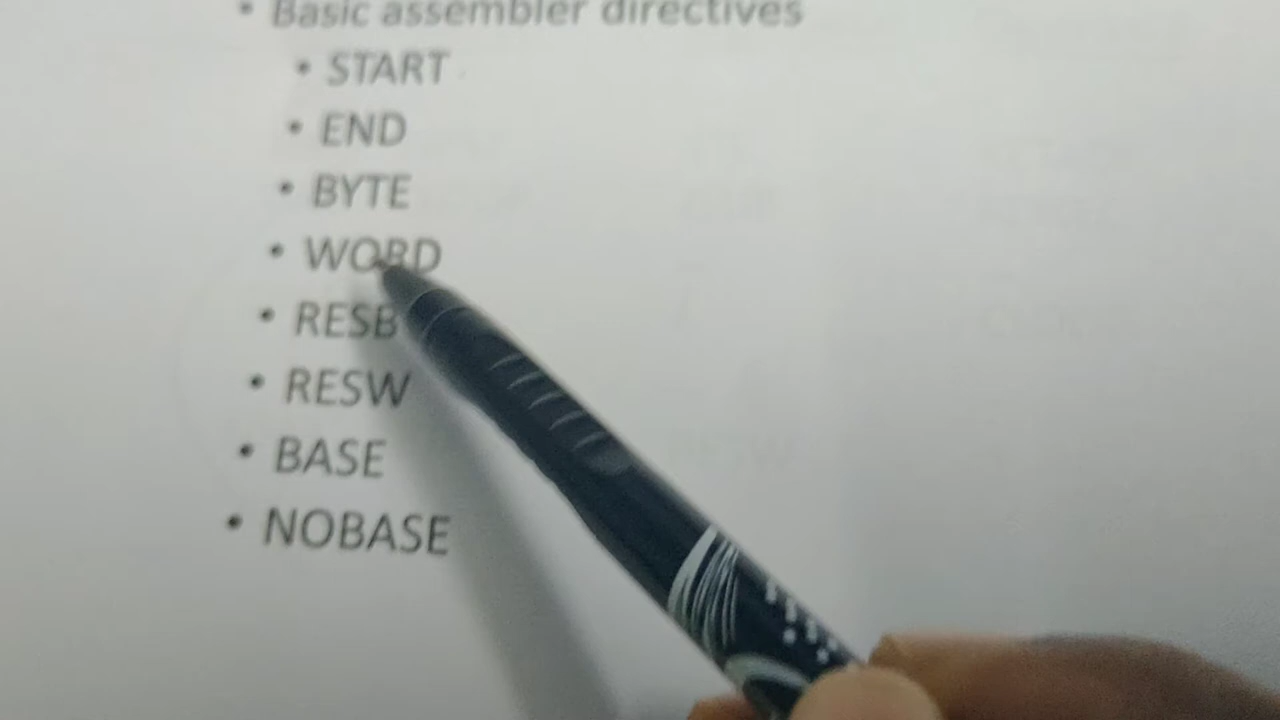 • Basic assembler directives
• START
• END
• BYTE
• WORD
• RESB
• RESW
• BASE
• NOBASE